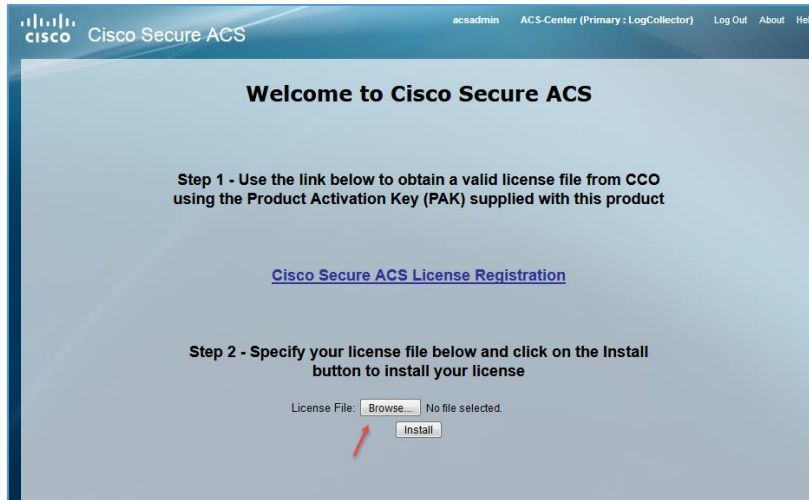 CISCO Cisco Secure ACS
acsadmin ACS-Center (Primary : LogCollector) Log Out About Hel
Welcome to Cisco Secure ACS
Step 1 - Use the link below to obtain a valid license file from CCO
using the Product Activation Key (PAK) supplied with this product
Cisco Secure ACS License Registration
Step 2 - Specify your license file below and click on the Install
button to install your license
License File: Browse... No file selected.
Install